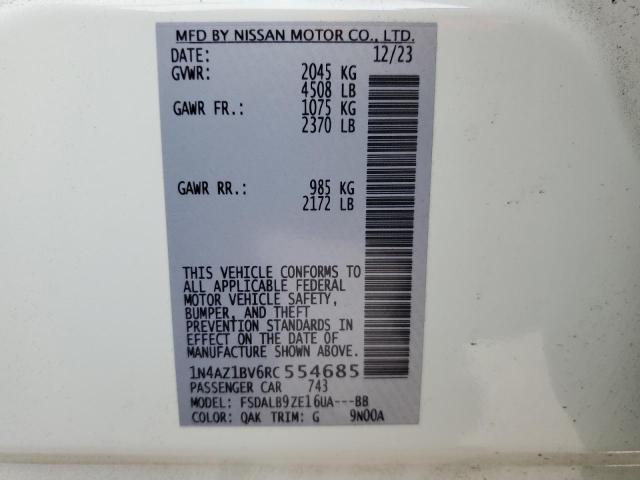 MFD BY NISSAN MOTOR CO., LTD.
DATE: 12/23
GVWR: 2045 KG
4508 LB
GAWR FR.: 1075 KG
2370 LB
GAWR RR.: 985 KG
2172 LB
THIS VEHICLE CONFORMS TO
ALL APPLICABLE FEDERAL
MOTOR VEHICLE SAFETY,
BUMPER, AND THEFT
PREVENTION STANDARDS IN
EFFECT ON THE DATE OF
MANUFACTURE SHOWN ABOVE.
1N4AZ1BV6RC554685
PASSENGER CAR 743
MODEL: FSDALB9ZE16UA---BB
COLOR: QAK TRIM: G 9N00A